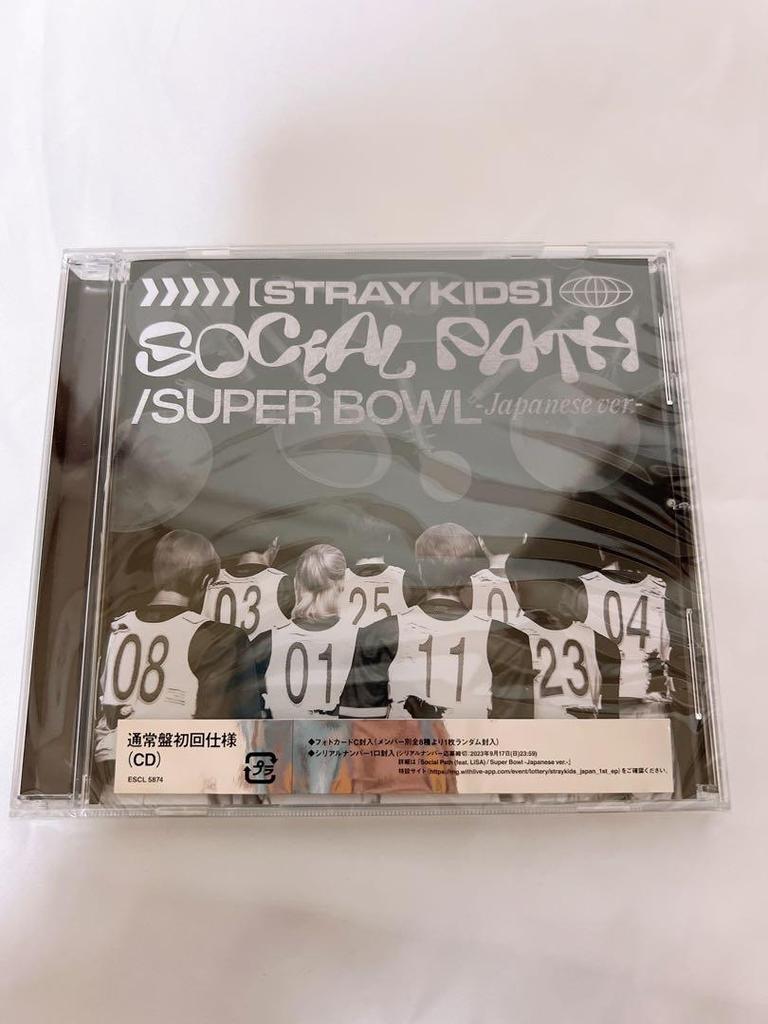 【STRAY KIDS】
SOCIAL PATH
/SUPER BOWL -Japanese ver.-
03
25
0
04
08
01
11
23
通常盤初回仕様
(CD)
ESCL 5874
プラ
◆フォトカードC封入(メンバー別全8種より1枚ランダム封入)
◆シリアルナンバー1口封入 (シリアルナンバー応募締切:2023年9月17日(日)23:59)
詳細は「Social Path (feat. LiSA) / Super Bowl -Japanese ver.-」
特設サイト(https://mg.withlive-app.com/event/lottery/straykids_japan_1st_ep)をご確認ください。